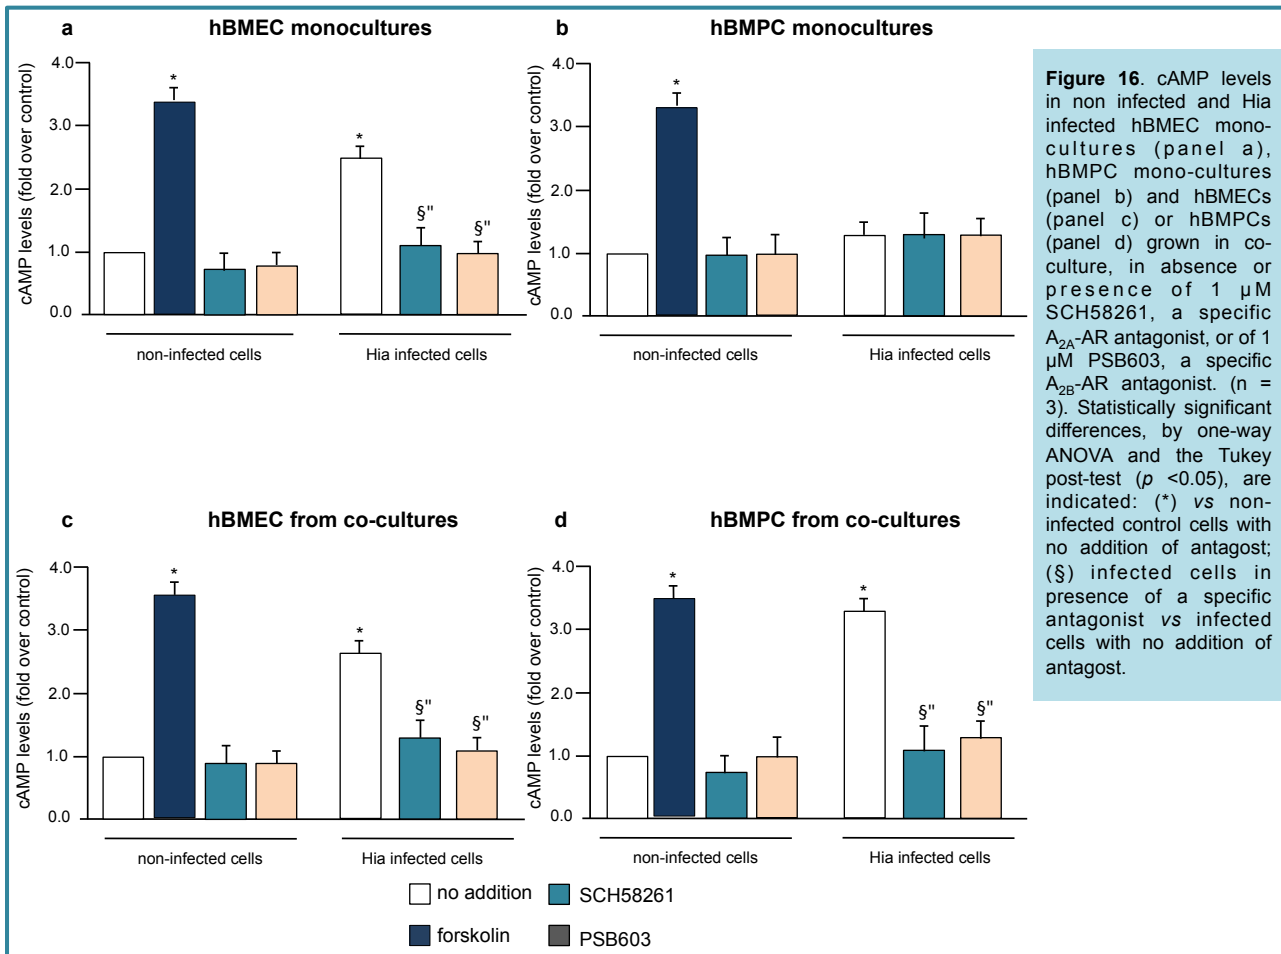 a hBMEC monocultures
cAMP levels (fold over control)
4.0
3.0
2.0
1.0
0.0
*
*
§"
§"
non-infected cells
Hia infected cells
b hBMPC monocultures
cAMP levels (fold over control)
4.0
3.0
2.0
1.0
0.0
*
non-infected cells
Hia infected cells
c hBMEC from co-cultures
cAMP levels (fold over control)
4.0
3.0
2.0
1.0
0.0
*
*
§"
§"
non-infected cells
Hia infected cells
d hBMPC from co-cultures
cAMP levels (fold over control)
4.0
3.0
2.0
1.0
0.0
*
*
§"
§"
non-infected cells
Hia infected cells
no addition
SCH58261
forskolin
PSB603
Figure 16. cAMP levels
in non infected and Hia
infected hBMEC mono-
cultures (panel a),
hBMPC mono-cultures
(panel b) and hBMECs
(panel c) or hBMPCs
(panel d) grown in co-
culture, in absence or
presence of 1 µM
SCH58261, a specific
A2A-AR antagonist, or of 1
µM PSB603, a specific
A2B-AR antagonist. (n =
3). Statistically significant
differences, by one-way
ANOVA and the Tukey
post-test (p <0.05), are
indicated: (*) vs non-
infected control cells with
no addition of antagost;
(§) infected cells in
presence of a specific
antagonist vs infected
cells with no addition of
antagost.